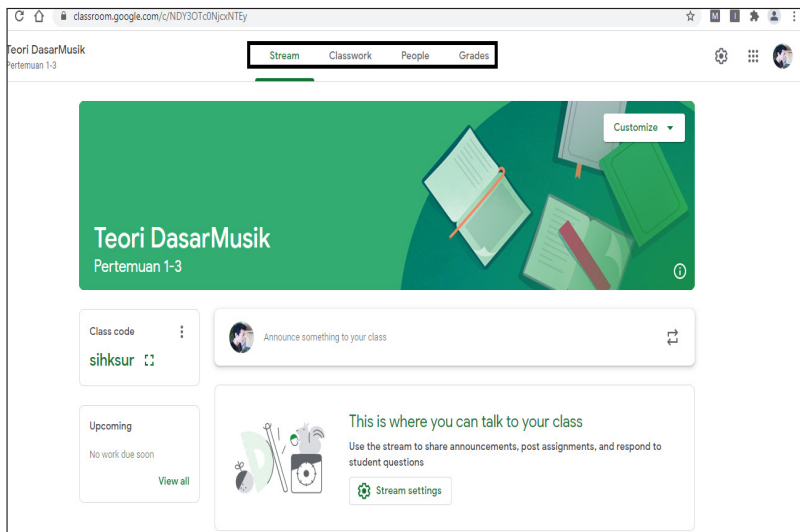 classroom.google.com/c/NDY3OTc0NjcxNTEy
M
I
Teori DasarMusik
Pertemuan 1-3
Stream Classwork People Grades
Customize
Teori DasarMusik
Pertemuan 1-3
Class code
sihksur
Announce something to your class
Upcoming
No work due soon
View all
This is where you can talk to your class
Use the stream to share announcements, post assignments, and respond to
student questions
Stream settings